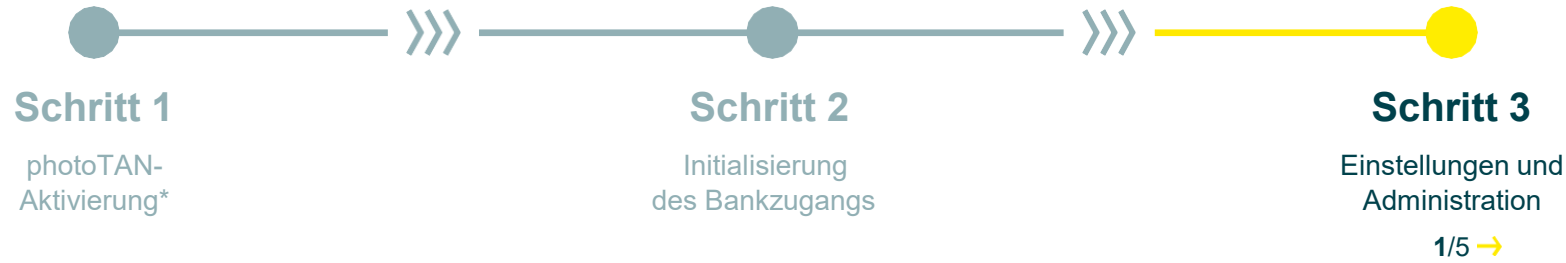 Schritt 1
photoTAN-
Aktivierung*
Schritt 2
Initialisierung
des Bankzugangs
Schritt 3
Einstellungen und
Administration
1/5 →